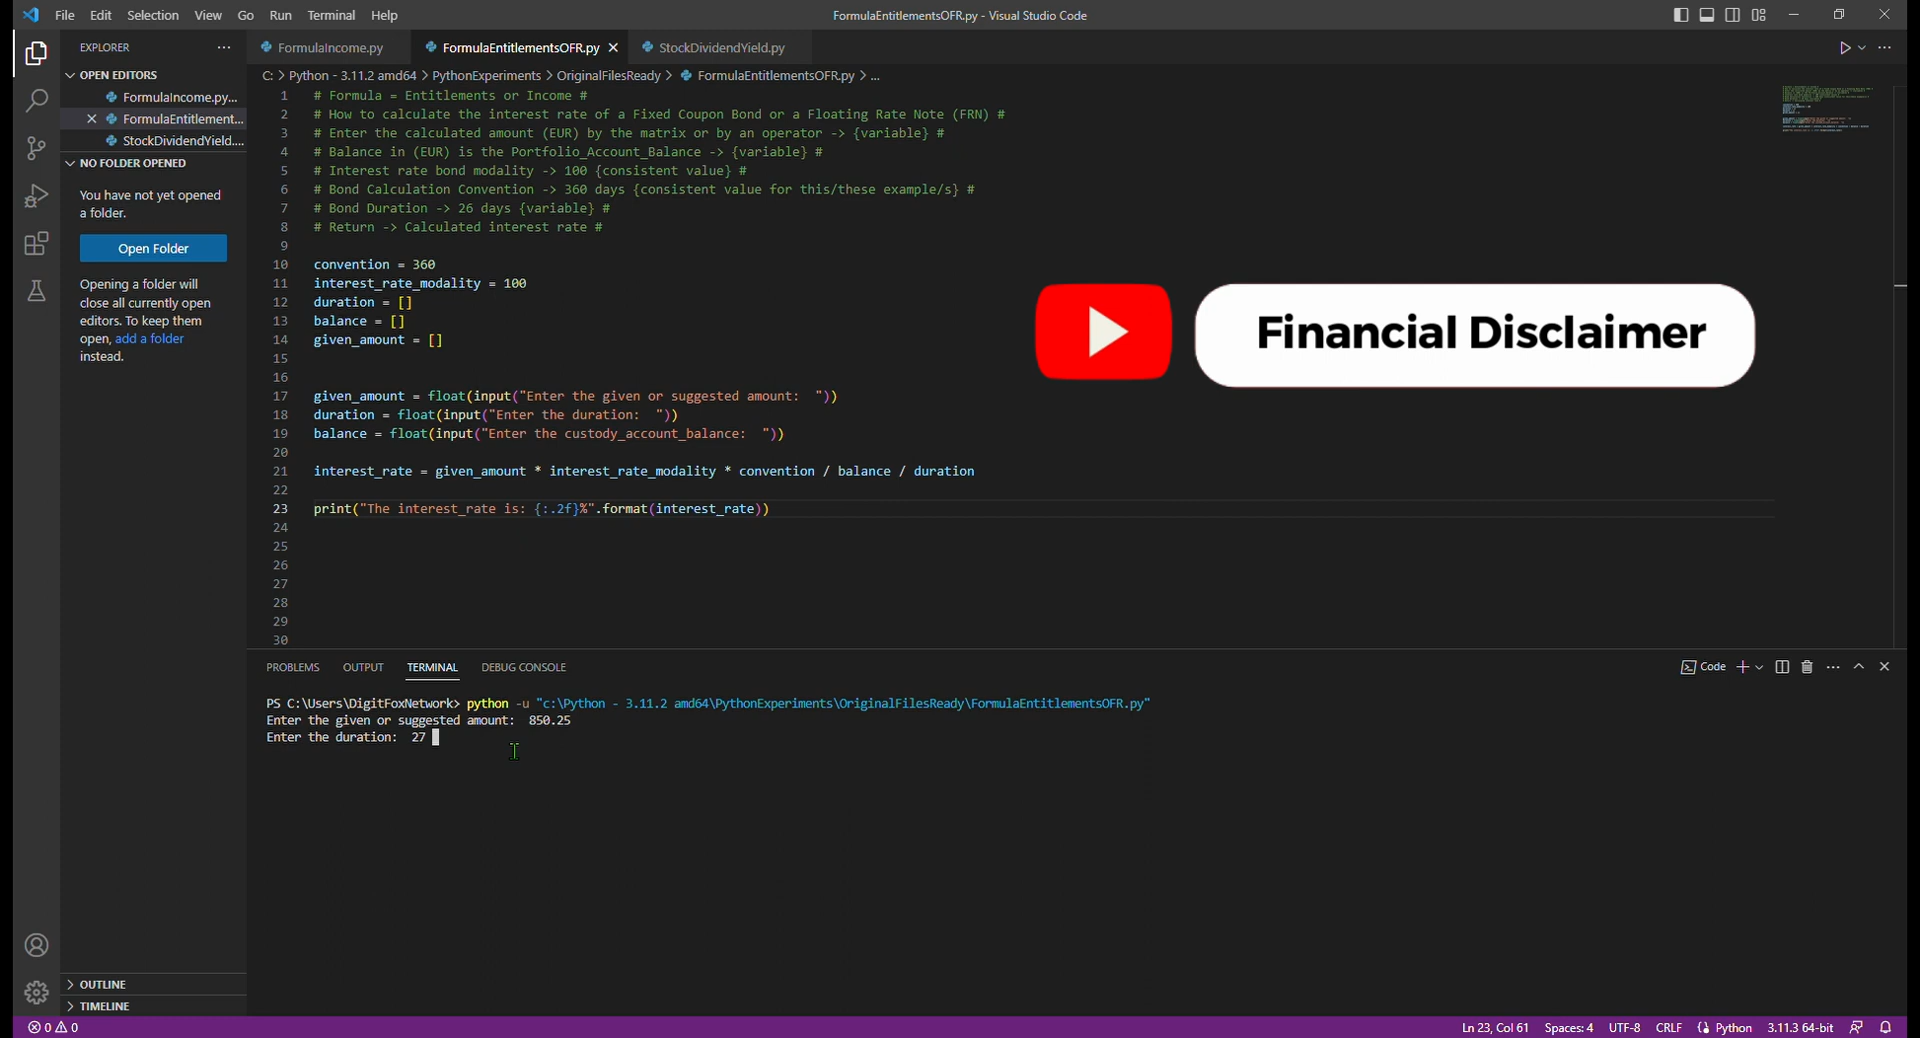 File Edit Selection View Go Run Terminal Help
FormulaEntitlementsOFR.py - Visual Studio Code
EXPLORER
OPEN EDITORS
FormulaIncome.py...
FormulaEntitlement...
StockDividendYield....
NO FOLDER OPENED
You have not yet opened
a folder.
Open Folder
Opening a folder will
close all currently open
editors. To keep them
open, add a folder
instead.
OUTLINE
TIMELINE
FormulaIncome.py FormulaEntitlementsOFR.py StockDividendYield.py
C: > Python - 3.11.2 amd64 > PythonExperiments > OriginalFilesReady > FormulaEntitlementsOFR.py > ...
1 # Formula = Entitlements or Income #
2 # How to calculate the interest rate of a Fixed Coupon Bond or a Floating Rate Note (FRN) #
3 # Enter the calculated amount (EUR) by the matrix or by an operator -> {variable} #
4 # Balance in (EUR) is the Portfolio_Account_Balance -> {variable} #
5 # Interest rate bond modality -> 100 {consistent value} #
6 # Bond Calculation Convention -> 360 days {consistent value for this/these example/s} #
7 # Bond Duration -> 26 days {variable} #
8 # Return -> Calculated interest rate #
9
10 convention = 360
11 interest_rate_modality = 100
12 duration = []
13 balance = []
14 given_amount = []
15
16
17 given_amount = float(input("Enter the given or suggested amount:  "))
18 duration = float(input("Enter the duration:  "))
19 balance = float(input("Enter the custody_account_balance:  "))
20
21 interest_rate = given_amount * interest_rate_modality * convention / balance / duration
22
23 print("The interest_rate is: {:.2f}%".format(interest_rate))
24
25
26
27
28
29
30
Financial Disclaimer
PROBLEMS OUTPUT TERMINAL DEBUG CONSOLE
Code
PS C:\Users\DigitFoxNetwork> python -u "c:\Python - 3.11.2 amd64\PythonExperiments\OriginalFilesReady\FormulaEntitlementsOFR.py"
Enter the given or suggested amount:  850.25
Enter the duration:  27
0 0
Ln 23, Col 61 Spaces: 4 UTF-8 CRLF Python 3.11.3 64-bit